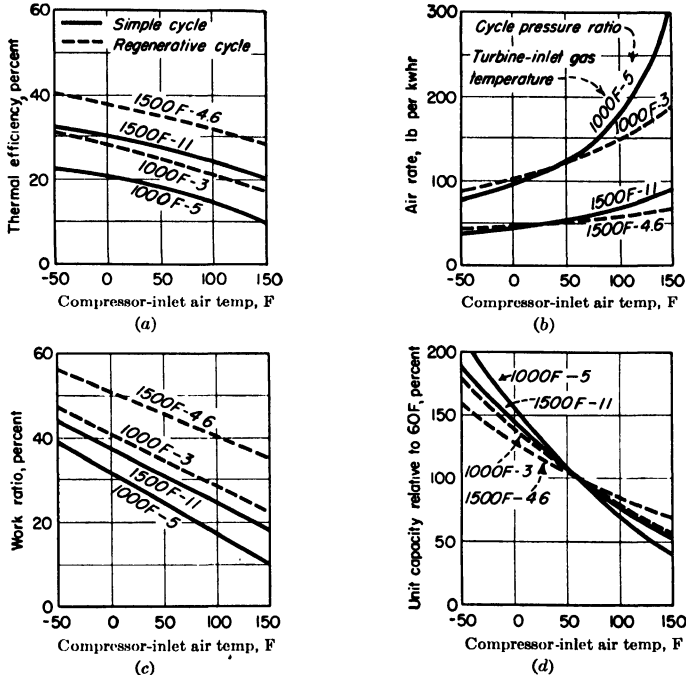 60
Simple cycle
Regenerative cycle
40
20
0
Thermal efficiency, percent
1500F-4.6
1500F-11
1000F-3
1000F-5
-50 0 50 100 150
Compressor-inlet air temp, F
(a)
300
250
200
150
100
50
0
Air rate, lb per kwhr
Cycle pressure ratio
Turbine-inlet gas
temperature
1000F-5
1000F-3
1500F-11
1500F-4.6
-50 0 50 100 150
Compressor-inlet air temp, F
(b)
60
40
20
0
Work ratio, percent
1500F-46
1000F-3
1500F-11
1000F-5
-50 0 50 100 150
Compressor-inlet air temp, F
(c)
200
150
100
50
0
Unit capacity relative to 60F, percent
1000F-5
1500F-11
1000F-3
1500F-46
-50 0 50 100 150
Compressor-inlet air temp, F
(d)